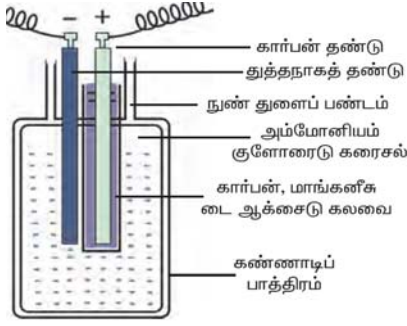 − +
கார்பன் தண்டு
துத்தநாகத் தண்டு
நுண் துளைப் பண்டம்
அம்மோனியம்
குளோரைடு கரைசல்
கார்பன், மாங்கனீசு
டை ஆக்சைடு கலவை
கண்ணாடிப்
பாத்திரம்